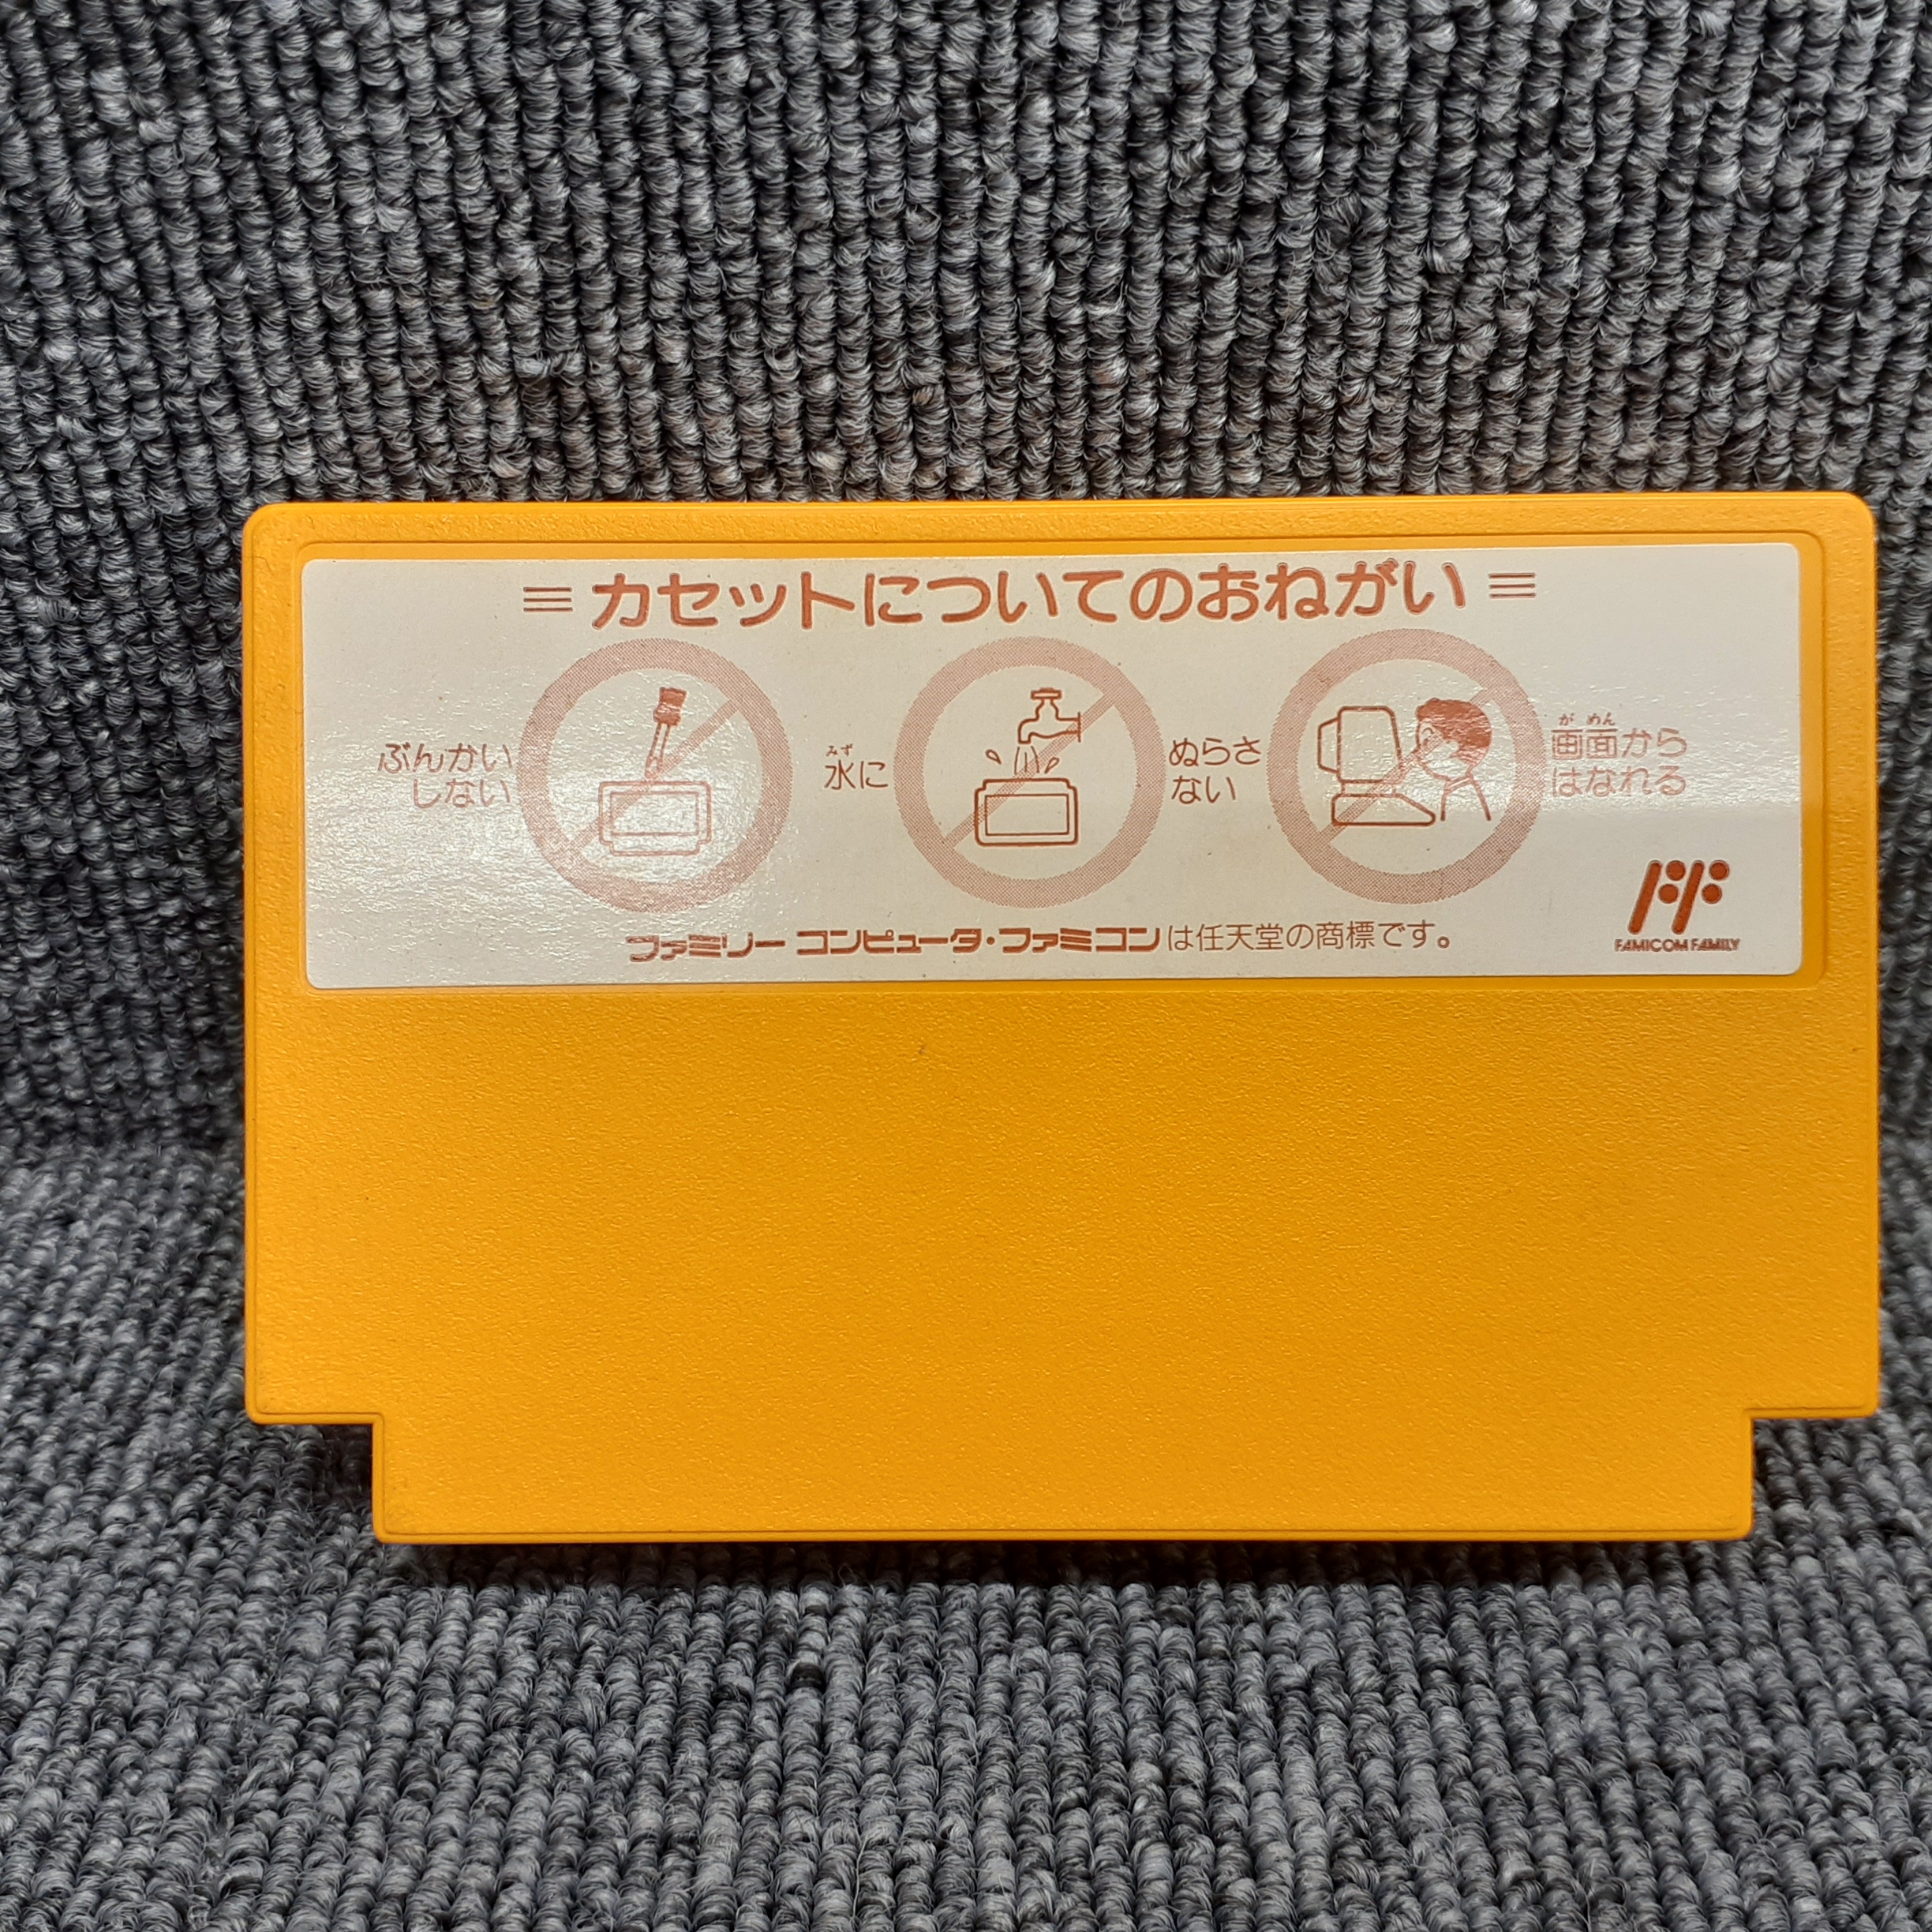 カセットについてのおねがい
ぶんかい
しない
みず
水に
ぬらさ
ない
がめん
画面から
はなれる
ファミリー コンピュータ・ファミコンは任天堂の商標です。
FAMICOM FAMILY